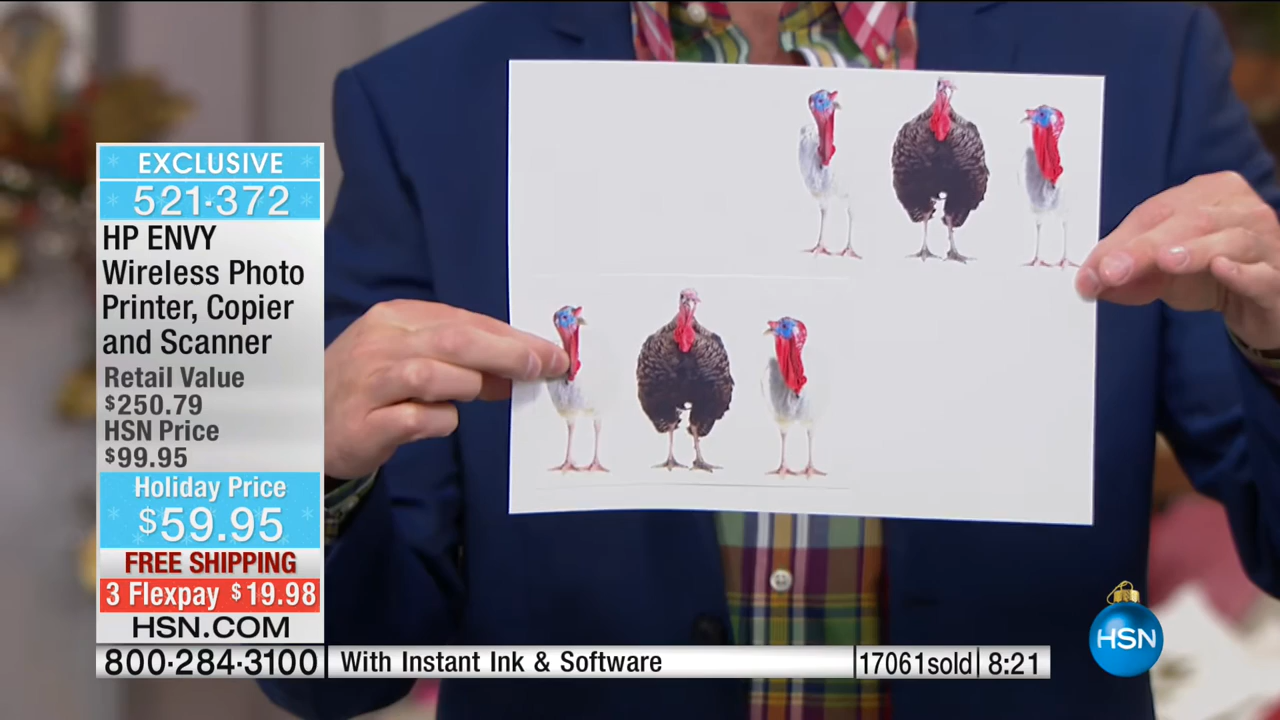 EXCLUSIVE
521·372
HP ENVY
Wireless Photo
Printer, Copier
and Scanner
Retail Value
$250.79
HSN Price
$99.95
Holiday Price
$59.95
FREE SHIPPING
3 Flexpay $19.98
HSN.COM
800·284·3100
With Instant Ink & Software
17061sold
8:21
HSN